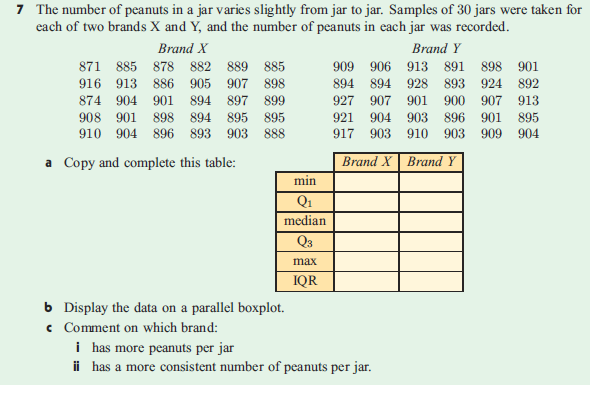 7 The number of peanuts in a jar varies slightly from jar to jar. Samples of 30 jars were taken for
each of two brands X and Y, and the number of peanuts in each jar was recorded.
Brand X Brand Y
871 885 878 882 889 885 909 906 913 891 898 901
916 913 886 905 907 898 894 894 928 893 924 892
874 904 901 894 897 899 927 907 901 900 907 913
908 901 898 894 895 895 921 904 903 896 901 895
910 904 896 893 903 888 917 903 910 903 909 904
a Copy and complete this table:
Brand X Brand Y
min
Q1
median
Q3
max
IQR
b Display the data on a parallel boxplot.
c Comment on which brand:
i has more peanuts per jar
ii has a more consistent number of peanuts per jar.